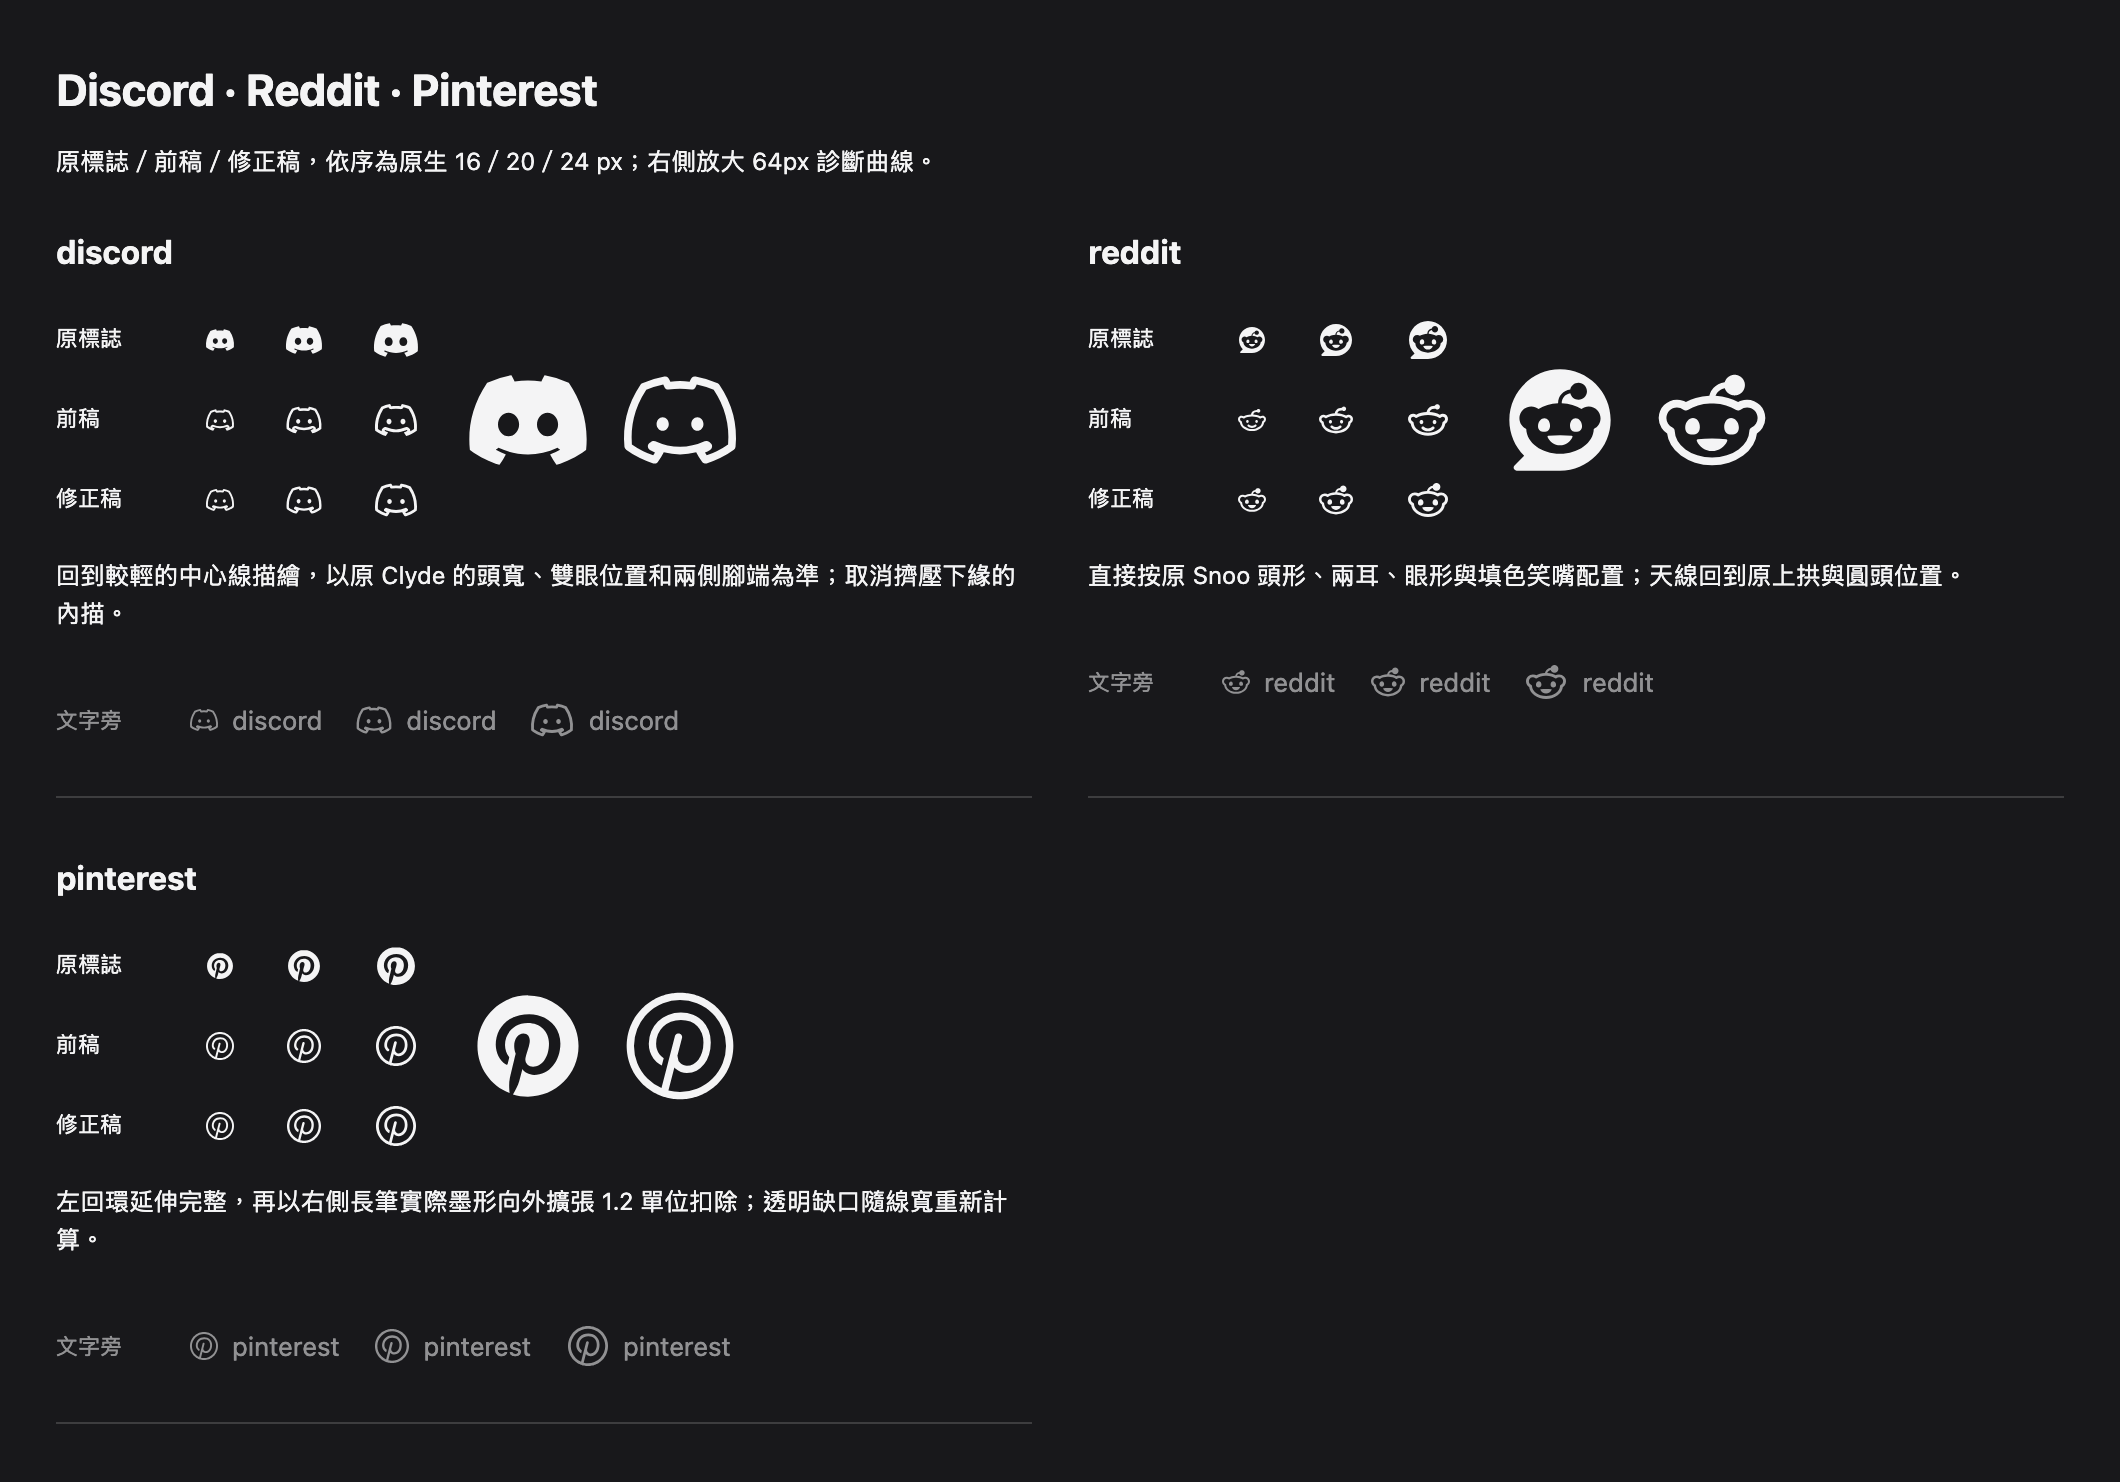 Discord · Reddit · Pinterest
原標誌 / 前稿 / 修正稿，依序為原生 16 / 20 / 24 px；右側放大 64px 診斷曲線。
discord
原標誌
前稿
修正稿
回到較輕的中心線描繪，以原 Clyde 的頭寬、雙眼位置和兩側腳端為準；取消擠壓下緣的
內描。
文字旁 discord discord discord
reddit
原標誌
前稿
修正稿
直接按原 Snoo 頭形、兩耳、眼形與填色笑嘴配置；天線回到原上拱與圓頭位置。
文字旁 reddit reddit reddit
pinterest
原標誌
前稿
修正稿
左回環延伸完整，再以右側長筆實際墨形向外擴張 1.2 單位扣除；透明缺口隨線寬重新計
算。
文字旁 pinterest pinterest pinterest